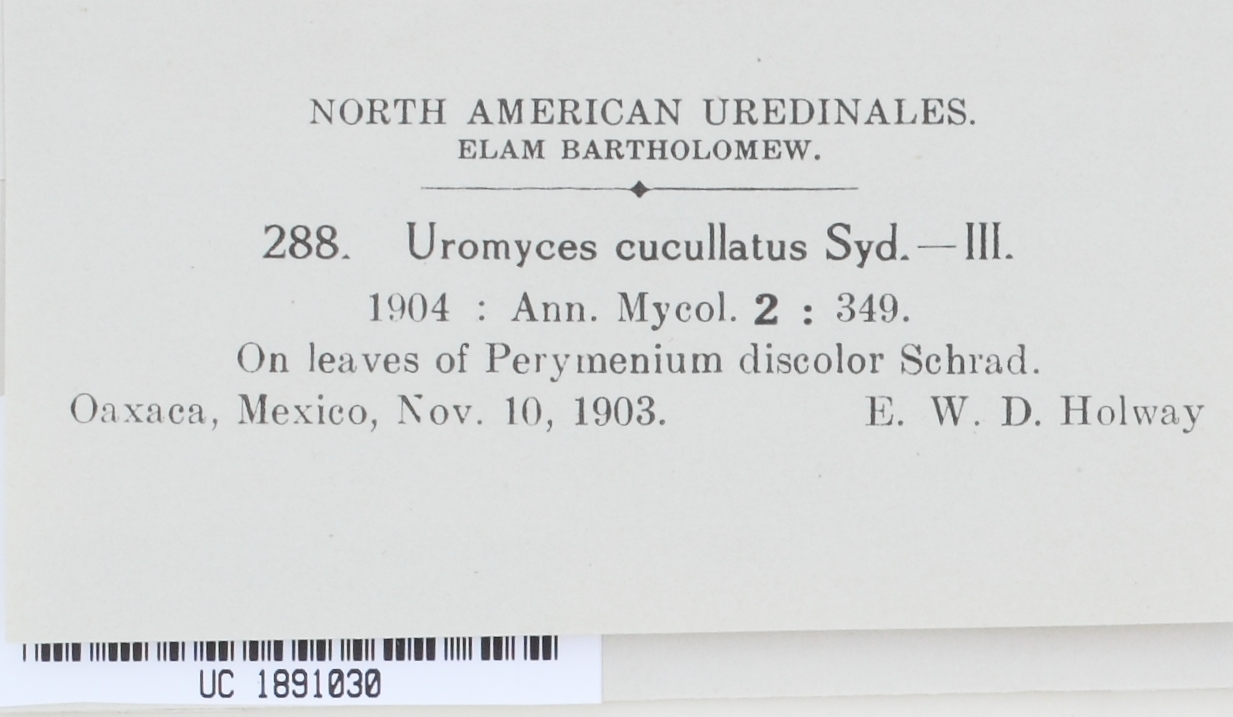 NORTH AMERICAN UREDINALES.
ELAM BARTHOLOMEW.
288. Uromyces cucullatus Syd.—III.
1904 : Ann. Mycol. 2 : 349.
On leaves of Perymenium discolor Schrad.
Oaxaca, Mexico, Nov. 10, 1903. E. W. D. Holway
UC 1891030